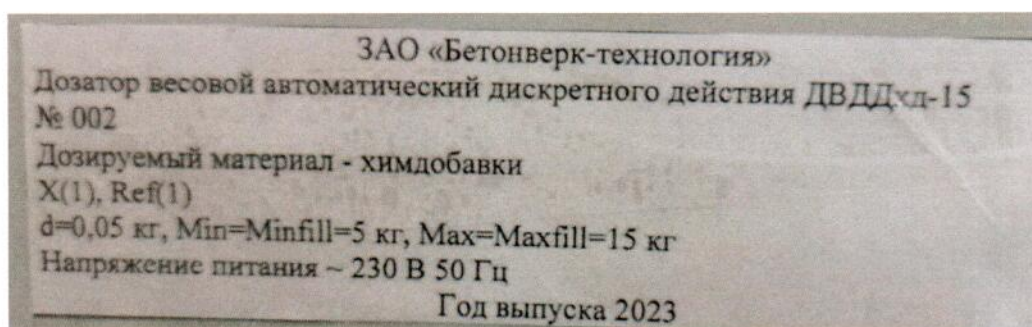 ЗАО «Бетонверк-технология»
Дозатор весовой автоматический дискретного действия ДВДДхд-15
№ 002
Дозируемый материал - химдобавки
X(1), Ref(1)
d=0,05 кг, Min=Minfill=5 кг, Max=Maxfill=15 кг
Напряжение питания ~ 230 В 50 Гц
Год выпуска 2023